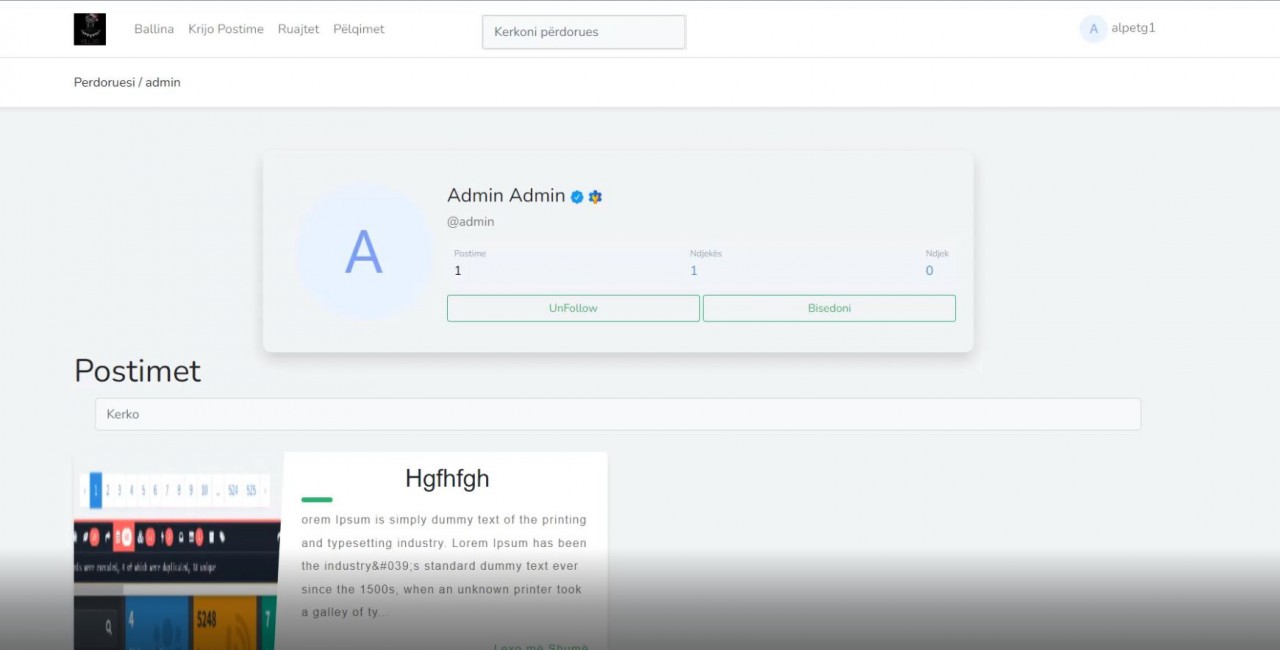 Ballina Krijo Postime Ruajtet Pëlqimet Kerkoni përdorues A alpetg1
Perdoruesi / admin
A
Admin Admin
@admin
Postime Ndjekës Ndjek
1 1 0
UnFollow Bisedoni
Postimet
Kerko
‹ 1 2 3 4 5 6 7 8 9 10 ... 524 525 ›
were executed, 4 of which were duplicated, 18 unique
4 5248 7
Hgfhfgh
orem Ipsum is simply dummy text of the printing
and typesetting industry. Lorem Ipsum has been
the industry&#039;s standard dummy text ever
since the 1500s, when an unknown printer took
a galley of ty...
Lexo më Shumë